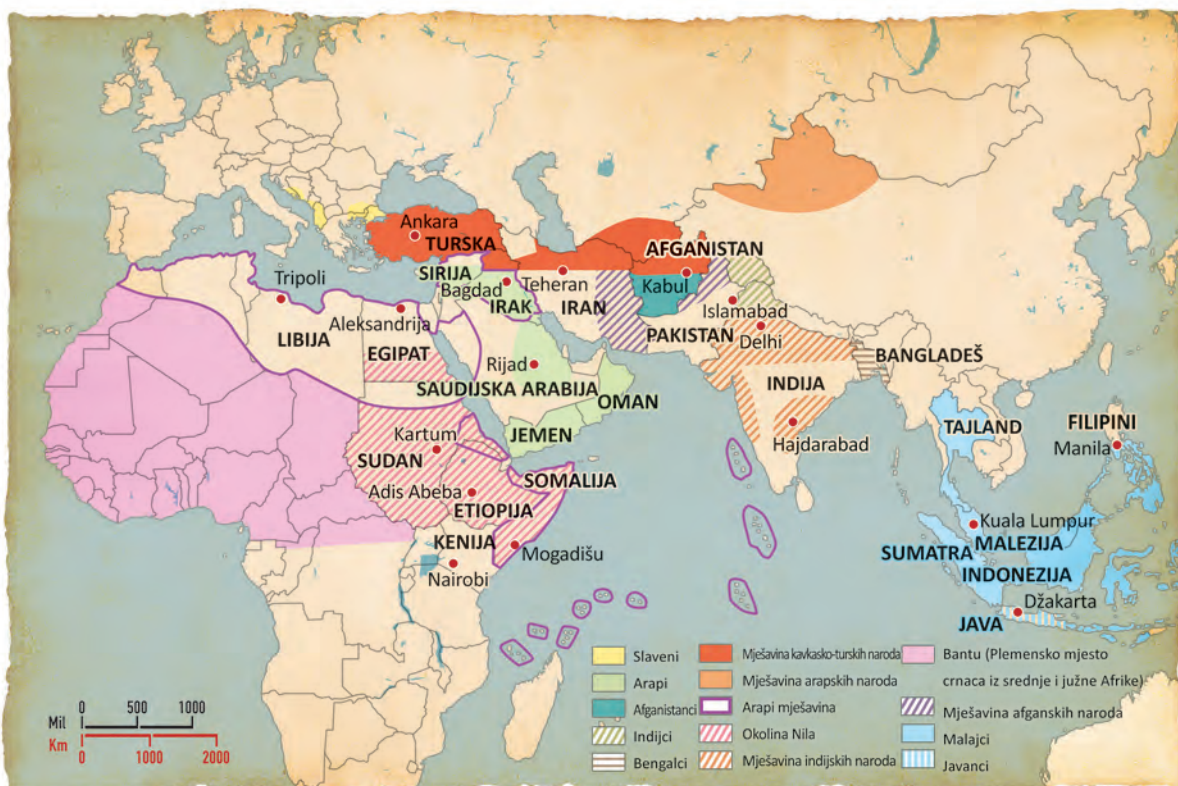 Ankara
TURSKA
AFGANISTAN
SIRIJA
Tripoli
Bagdad
Teheran
Kabul
IRAK
IRAN
Islamabad
Aleksandrija
LIBIJA
PAKISTAN
Delhi
EGIPAT
BANGLADEŠ
Rijad
SAUDIJSKA ARABIJA
INDIJA
OMAN
TAJLAND
FILIPINI
JEMEN
Kartum
Hajdarabad
Manila
SUDAN
SOMALIJA
Adis Abeba
ETIOPIJA
Kuala Lumpur
KENIJA
Mogadišu
MALEZIJA
SUMATRA
Nairobi
INDONEZIJA
Džakarta
JAVA
Slaveni
Arapi
Afganistanci
Indijci
Bengalci
Mješavina kavkasko-turskih naroda
Mješavina arapskih naroda
Arapi mješavina
Okolina Nila
Mješavina indijskih naroda
Bantu (Plemensko mjesto
crnaca iz srednje i južne Afrike)
Mješavina afganskih naroda
Malajci
Javanci
0 500 1000
Mil
Km
0 1000 2000